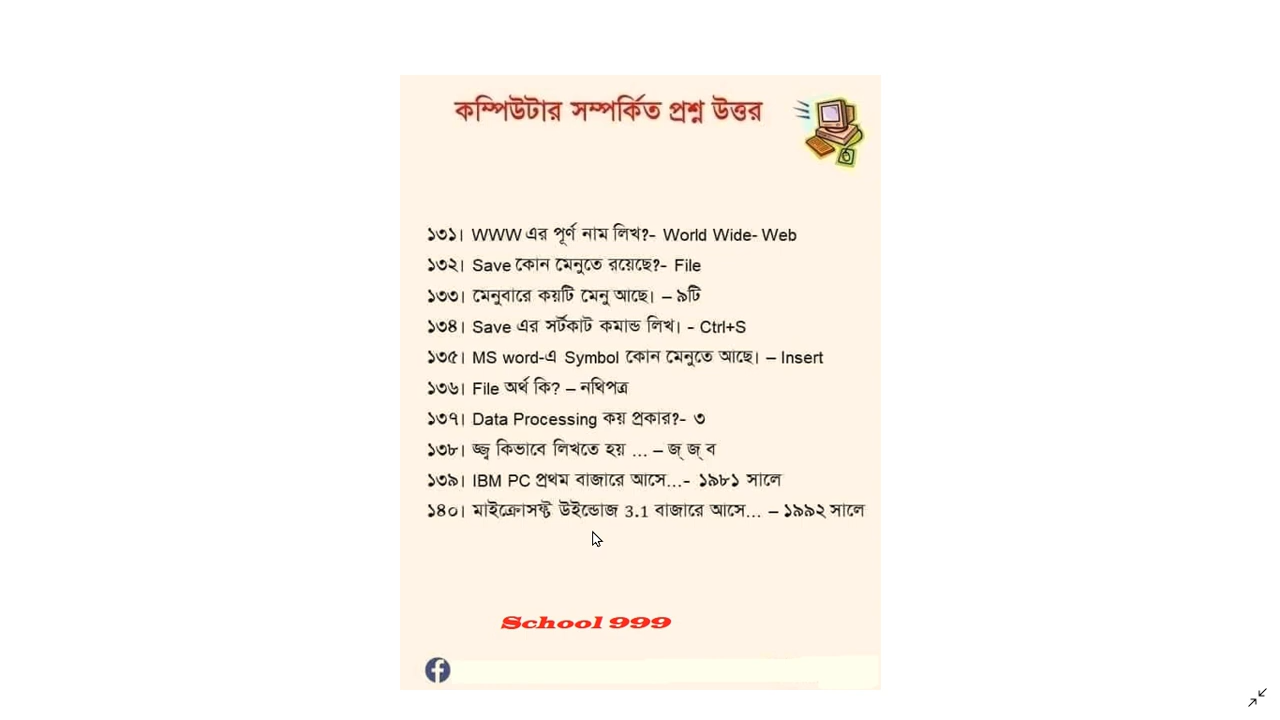 কম্পিউটার সম্পর্কিত প্রশ্ন উত্তর
১৩১। WWW এর পূর্ণ নাম লিখ?- World Wide- Web
১৩২। Save কোন মেনুতে রয়েছে?- File
১৩৩। মেনুবারে কয়টি মেনু আছে। – ৯টি
১৩৪। Save এর সর্টকাট কমান্ড লিখ। - Ctrl+S
১৩৫। MS word-এ Symbol কোন মেনুতে আছে। – Insert
১৩৬। File অর্থ কি? – নথিপত্র
১৩৭। Data Processing কয় প্রকার?- ৩
১৩৮। জ্জ্ব কিভাবে লিখতে হয় ... – জ্ জ্ ব
১৩৯। IBM PC প্রথম বাজারে আসে...- ১৯৮১ সালে
১৪০। মাইক্রোসফ্ট উইন্ডোজ 3.1 বাজারে আসে... – ১৯৯২ সালে
School 999